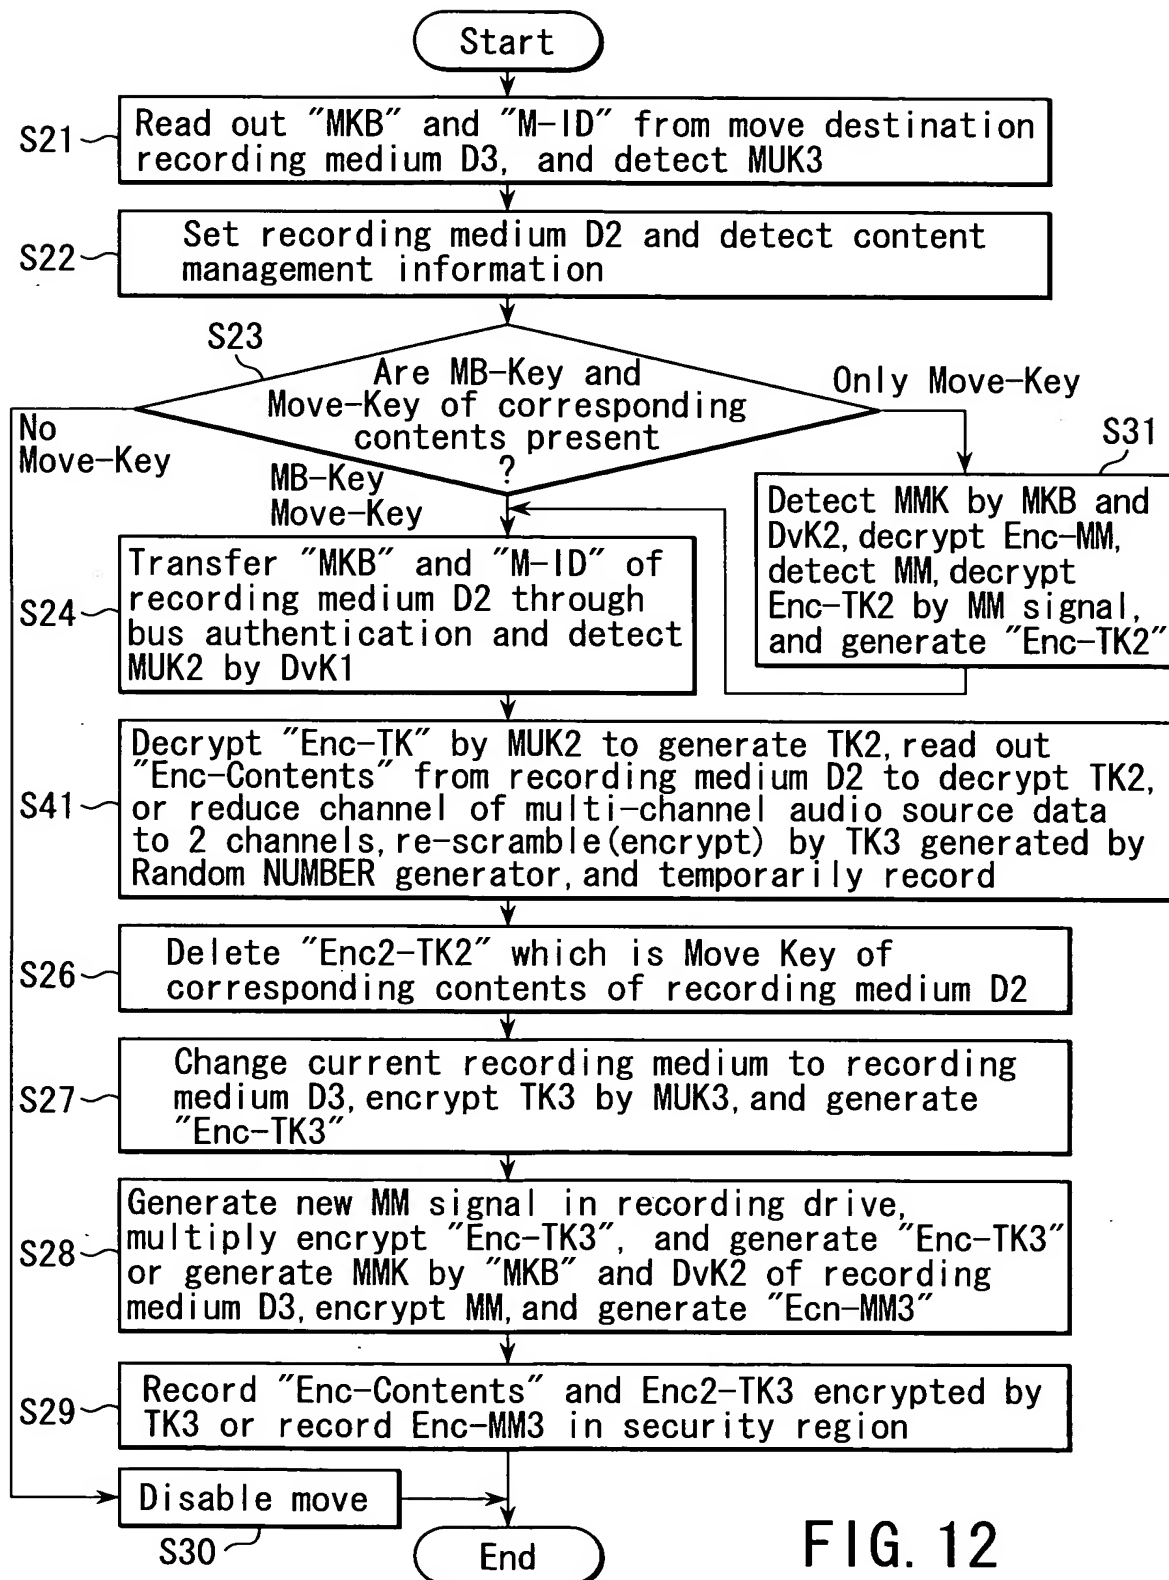 Start
S21
Read out "MKB" and "M-ID" from move destination
recording medium D3, and detect MUK3
S22
Set recording medium D2 and detect content
management information
S23
Are MB-Key and
Move-Key of corresponding
contents present
?
Only Move-Key
No
Move-Key
MB-Key
Move-Key
S31
Detect MMK by MKB and
DvK2, decrypt Enc-MM,
detect MM, decrypt
Enc-TK2 by MM signal,
and generate "Enc-TK2"
S24
Transfer "MKB" and "M-ID" of
recording medium D2 through
bus authentication and detect
MUK2 by DvK1
S41
Decrypt "Enc-TK" by MUK2 to generate TK2, read out
"Enc-Contents" from recording medium D2 to decrypt TK2,
or reduce channel of multi-channel audio source data
to 2 channels, re-scramble(encrypt) by TK3 generated by
Random NUMBER generator, and temporarily record
S26
Delete "Enc2-TK2" which is Move Key of
corresponding contents of recording medium D2
S27
Change current recording medium to recording
medium D3, encrypt TK3 by MUK3, and generate
"Enc-TK3"
S28
Generate new MM signal in recording drive,
multiply encrypt "Enc-TK3", and generate "Enc-TK3"
or generate MMK by "MKB" and DvK2 of recording
medium D3, encrypt MM, and generate "Ecn-MM3"
S29
Record "Enc-Contents" and Enc2-TK3 encrypted by
TK3 or record Enc-MM3 in security region
Disable move
S30
End
FIG. 12